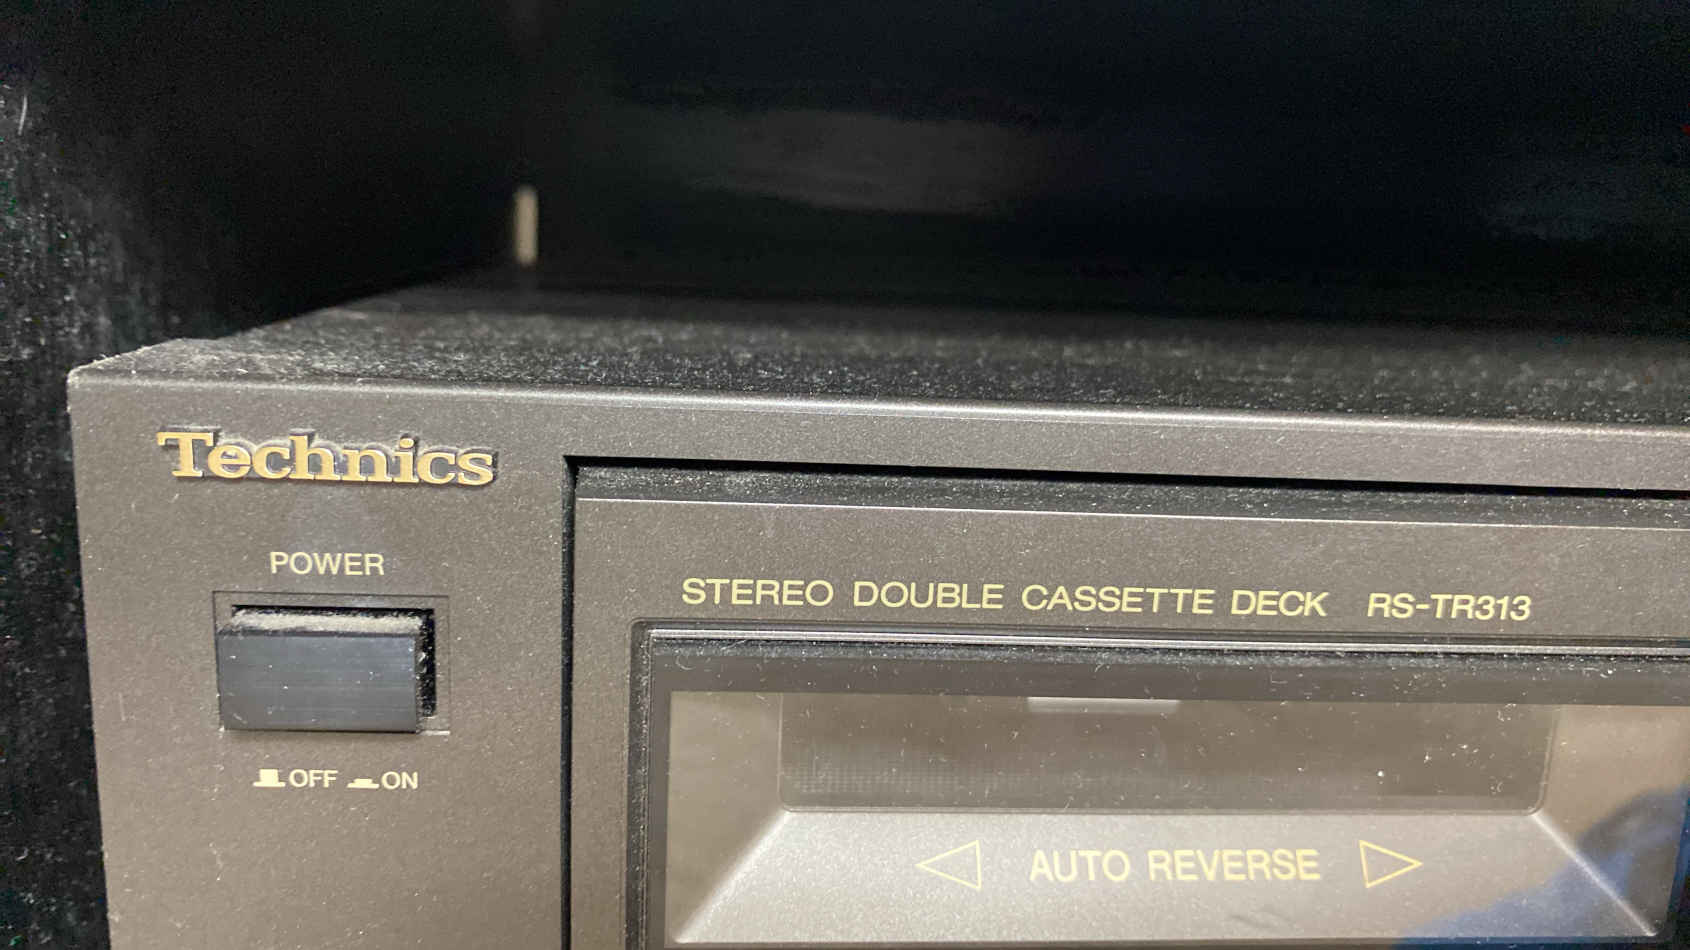 Technics
POWER
OFF ON
STEREO DOUBLE CASSETTE DECK RS-TR313
AUTO REVERSE